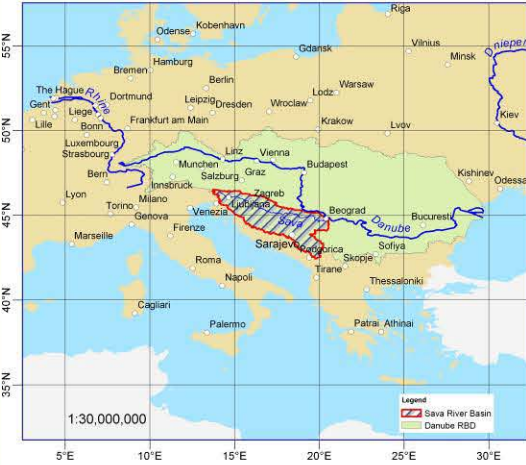 Riga
55°N
Kobenhavn
Odense
Vilnius
Dnieper
Gdansk
Minsk
Hamburg
Bremen
Berlin
The Hague
Rhine
Dortmund
Leipzig
Warsaw
Gent
Dresden
Wroclaw
Lodz
Liege
Kiev
50°N
Lille
Bonn
Frankfurt am Main
Krakow
Lvov
Luxembourg
Strasbourg
Linz
Vienna
Munchen
Budapest
Kishinev
Salzburg
Graz
Bern
Innsbruck
Odessa
Zagreb
Lyon
Milano
Ljubljana
45°N
Torino
Venezia
Sava
Beograd
Bucuresti
Genova
Danube
Marseille
Firenze
Sarajevo
Podgorica
Sofiya
Skopje
Roma
Tirane
Napoli
Thessaloniki
40°N
Cagliari
Palermo
Patrai
Athinai
35°N
1:30,000,000
Legend
Sava River Basin
Danube RBD
5°E
10°E
15°E
20°E
25°E
30°E